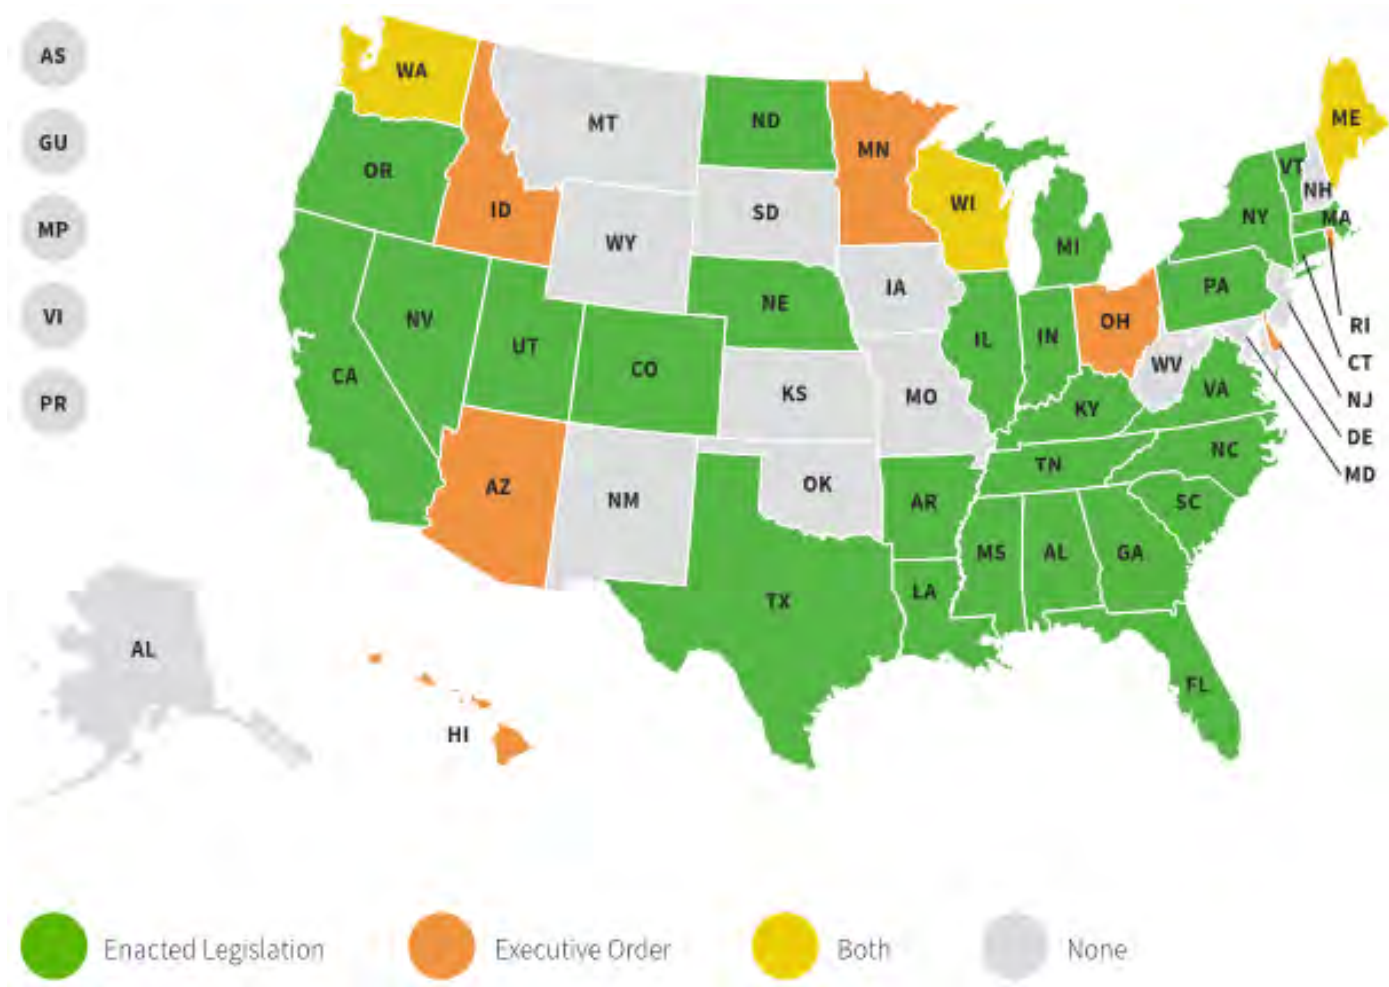 AS
GU
MP
VI
PR
WA
MT
ND
MN
ME
OR
ID
WY
SD
WI
MI
VT
NH
NY
MA
NV
UT
CO
NE
IA
IL
IN
OH
PA
RI
CT
NJ
DE
MD
CA
KS
MO
WV
KY
VA
AZ
NM
OK
AR
TN
NC
SC
MS
AL
GA
TX
LA
FL
AL
HI
Enacted Legislation
Executive Order
Both
None